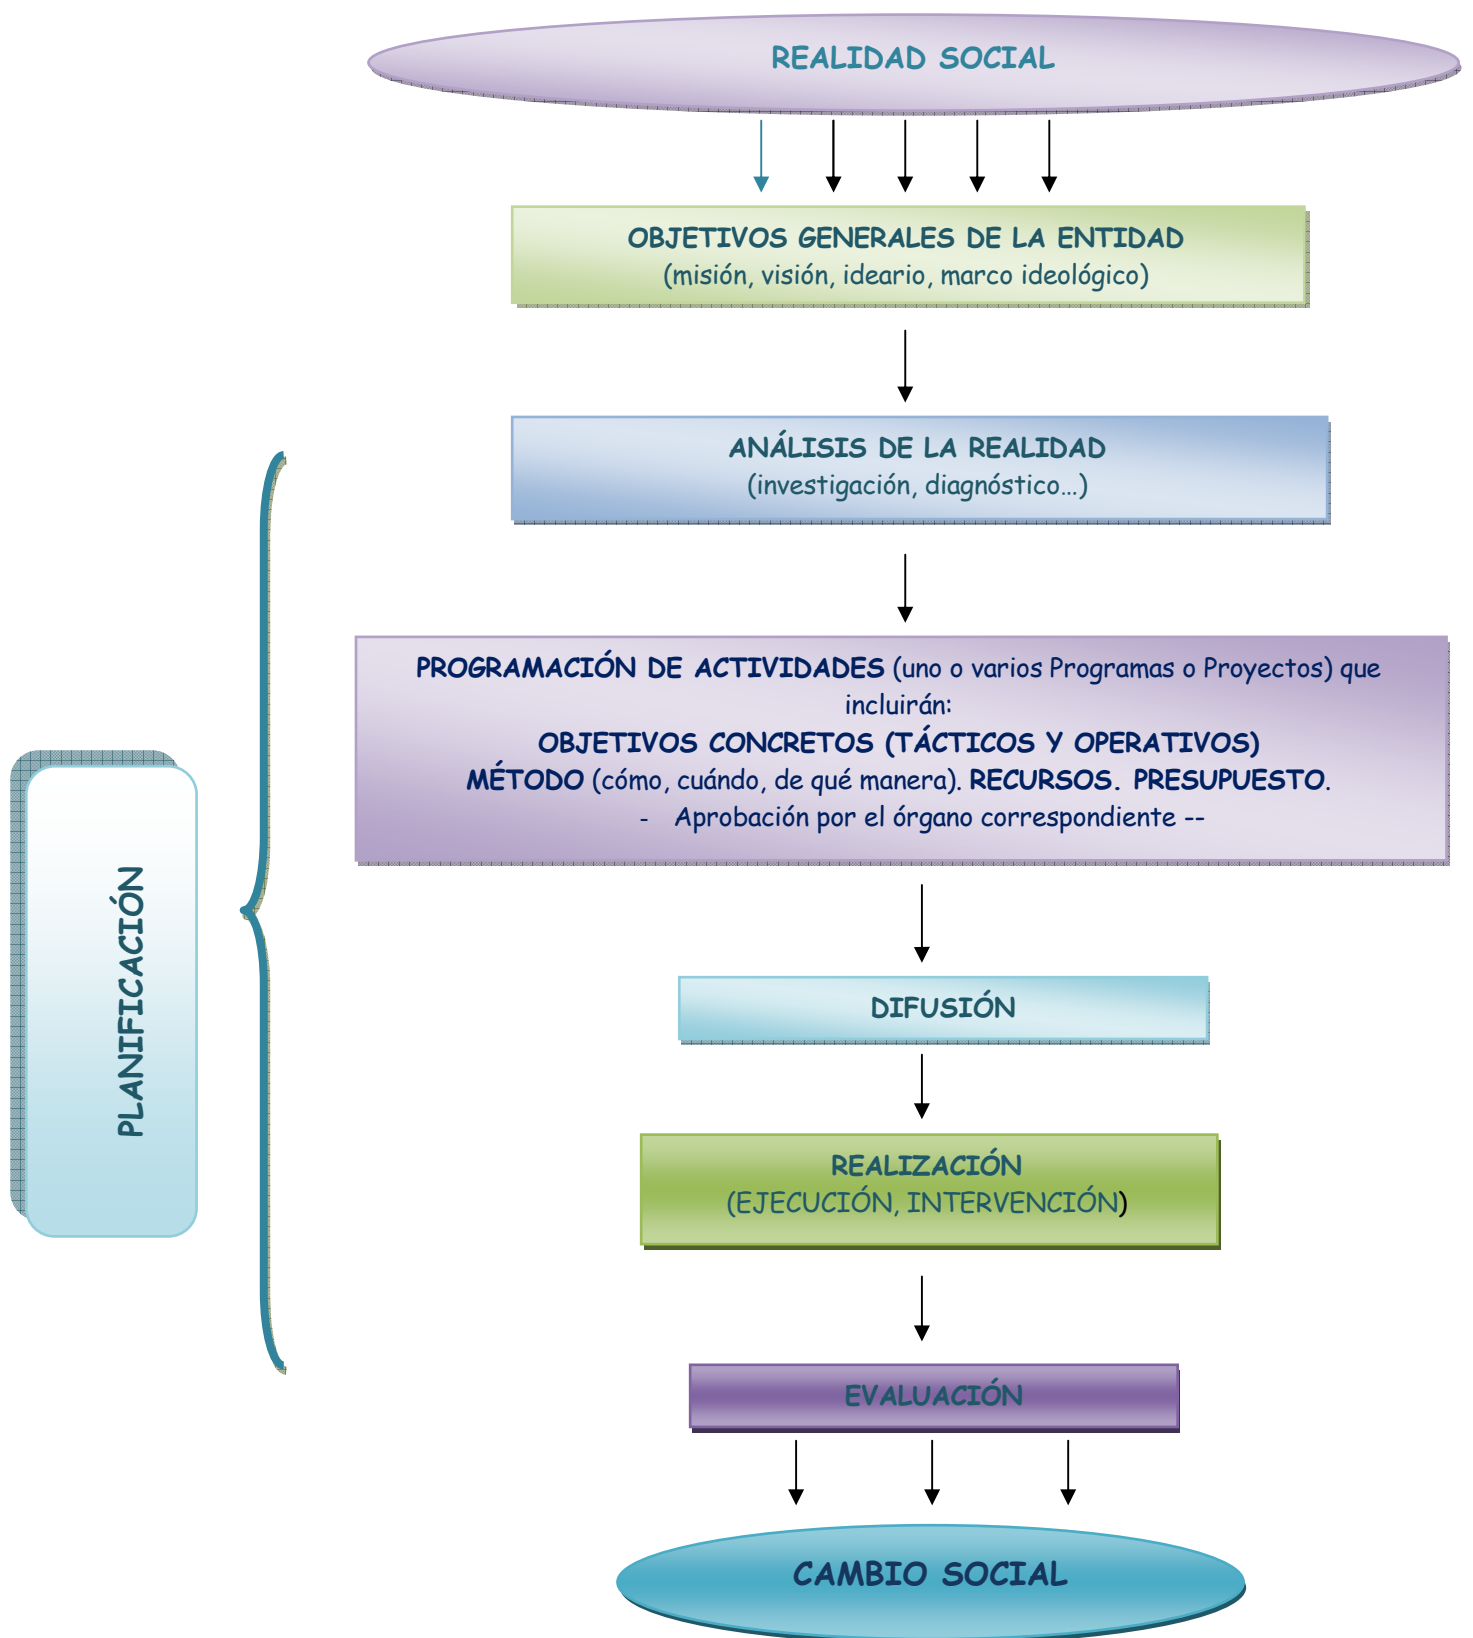 REALIDAD SOCIAL
OBJETIVOS GENERALES DE LA ENTIDAD
(misión, visión, ideario, marco ideológico)
ANÁLISIS DE LA REALIDAD
(investigación, diagnóstico…)
PROGRAMACIÓN DE ACTIVIDADES (uno o varios Programas o Proyectos) que
incluirán:
OBJETIVOS CONCRETOS (TÁCTICOS Y OPERATIVOS)
MÉTODO (cómo, cuándo, de qué manera). RECURSOS. PRESUPUESTO.
- Aprobación por el órgano correspondiente --
PLANIFICACIÓN
DIFUSIÓN
REALIZACIÓN
(EJECUCIÓN, INTERVENCIÓN)
EVALUACIÓN
CAMBIO SOCIAL